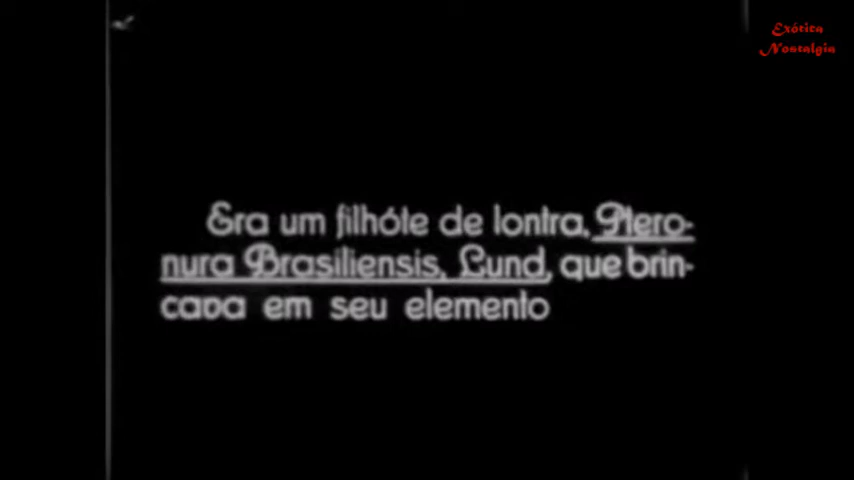 Exótica
Nostalgia
Era um filhóte de lontra, Ptero-
nura Brasiliensis, Lund, que brin-
cava em seu elemento